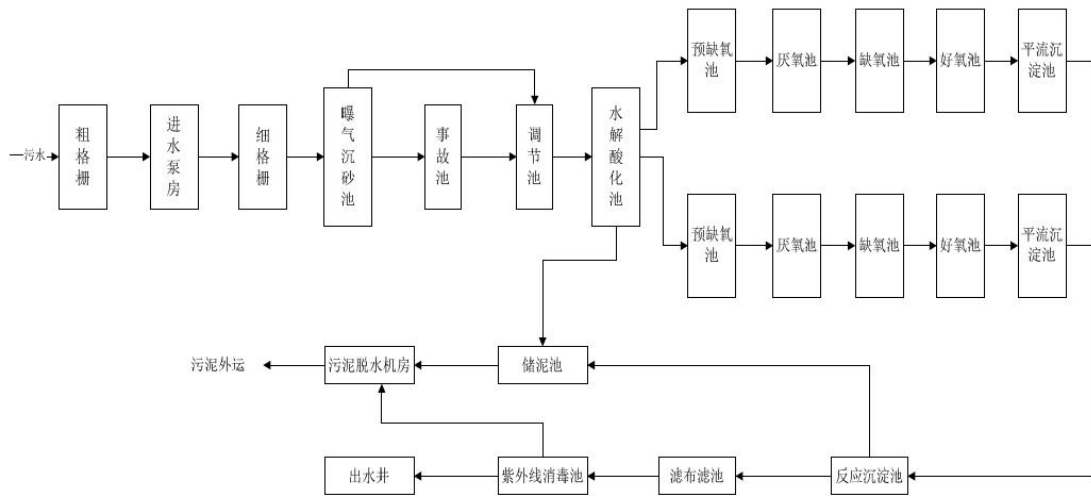 预缺氧
池
厌氧池
缺氧池
好氧池
平流沉
淀池
污水
粗格栅
进水泵房
细格栅
曝气沉砂池
事故池
调节池
水解酸化池
预缺氧
池
厌氧池
缺氧池
好氧池
平流沉
淀池
污泥外运
污泥脱水机房
储泥池
出水井
紫外线消毒池
滤布滤池
反应沉淀池